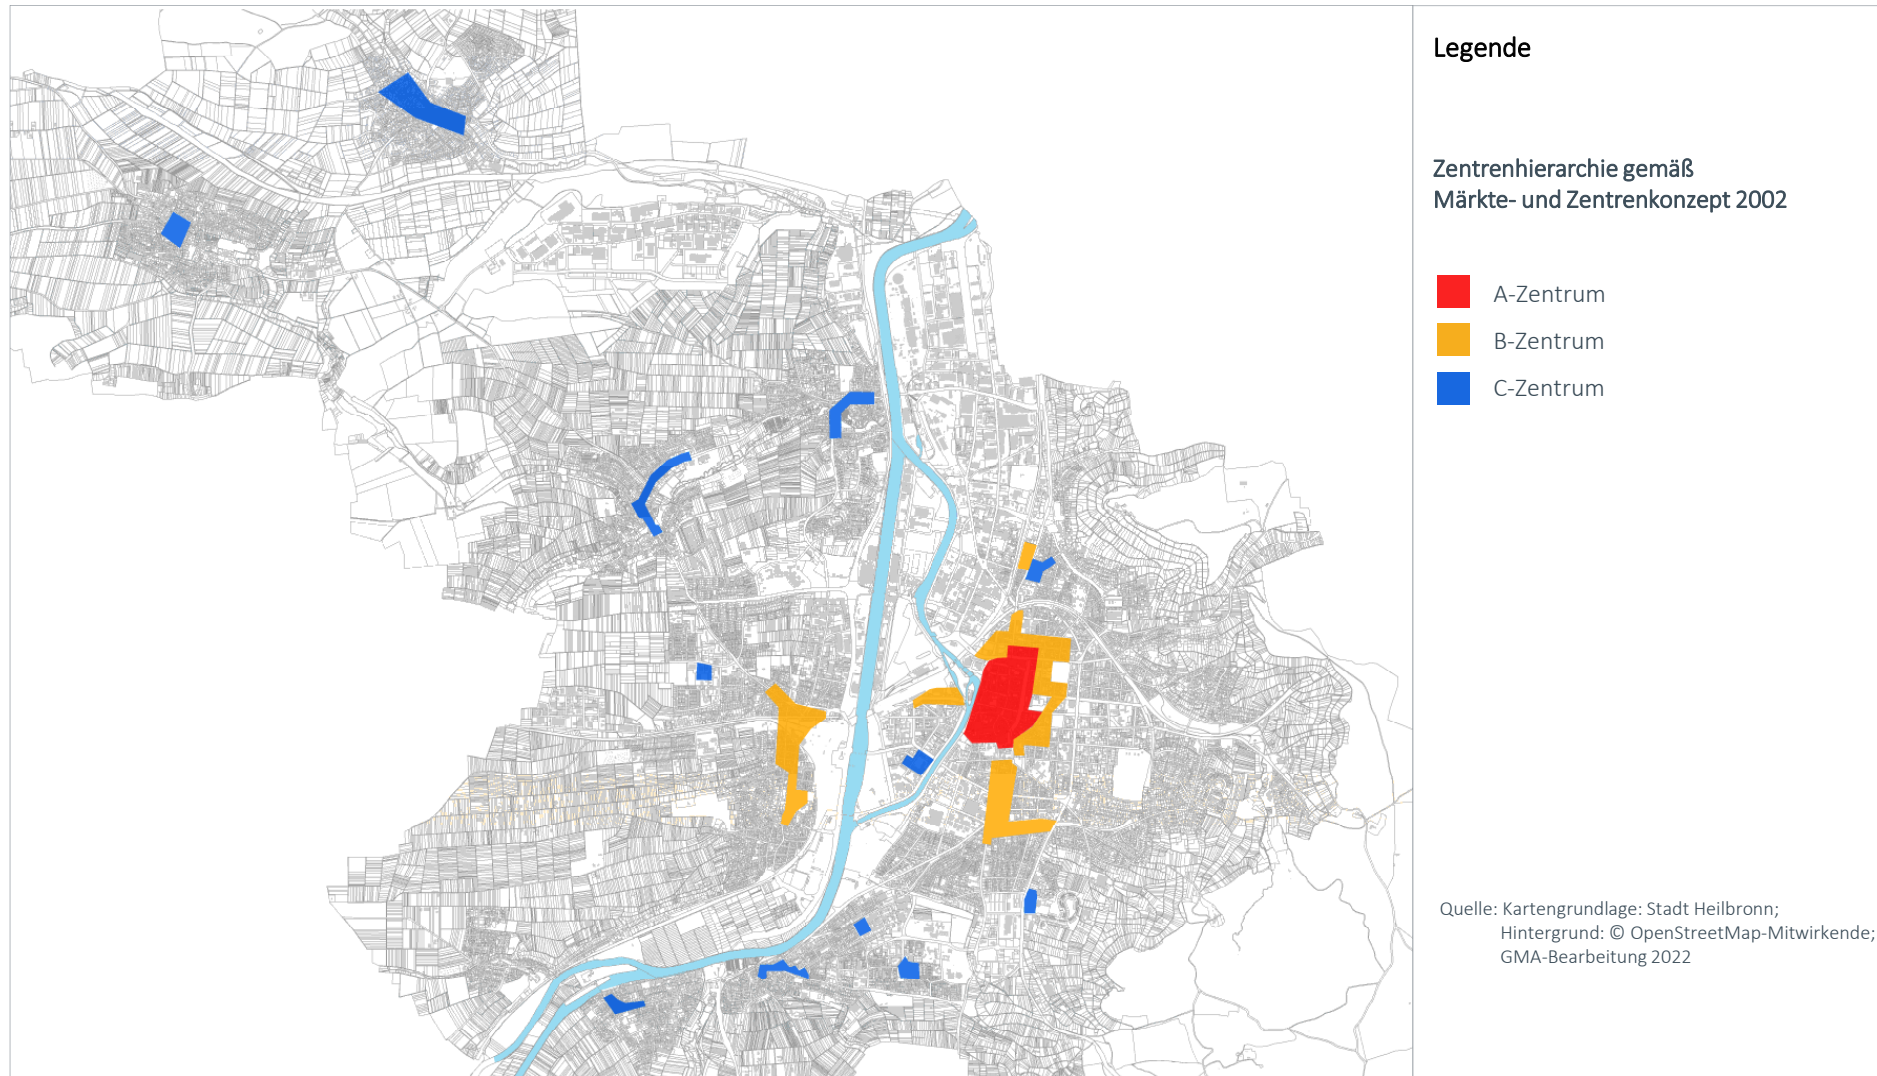 Legende
Zentrenhierarchie gemäß
Märkte- und Zentrenkonzept 2002
A-Zentrum
B-Zentrum
C-Zentrum
Quelle: Kartengrundlage: Stadt Heilbronn;
Hintergrund: © OpenStreetMap-Mitwirkende;
GMA-Bearbeitung 2022